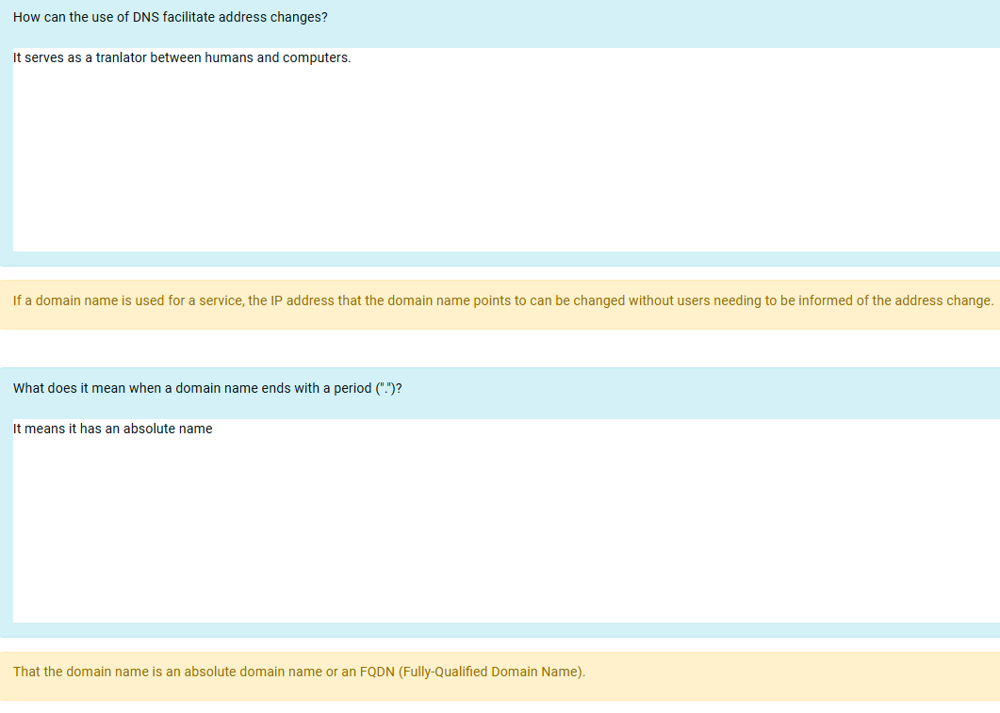 How can the use of DNS facilitate address changes?
It serves as a tranlator between humans and computers.
If a domain name is used for a service, the IP address that the domain name points to can be changed without users needing to be informed of the address change.
What does it mean when a domain name ends with a period (".")?
It means it has an absolute name
That the domain name is an absolute domain name or an FQDN (Fully-Qualified Domain Name).